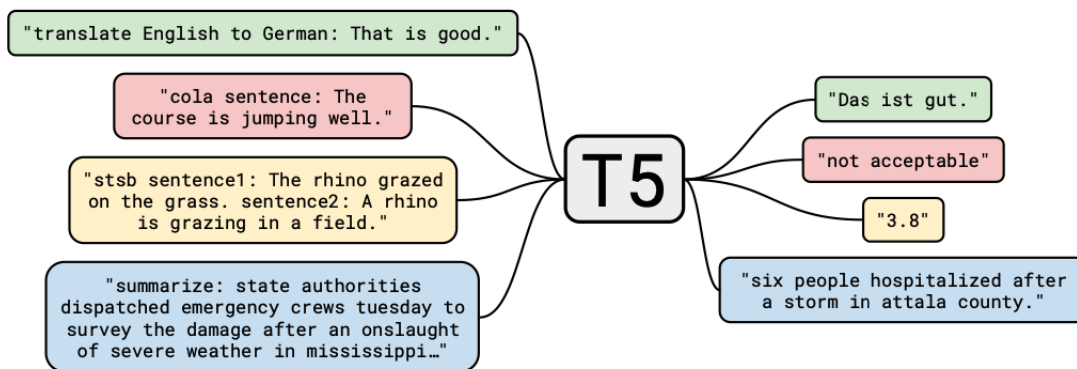 "translate English to German: That is good."
"cola sentence: The
course is jumping well."
"stsb sentence1: The rhino grazed
on the grass. sentence2: A rhino
is grazing in a field."
"summarize: state authorities
dispatched emergency crews tuesday to
survey the damage after an onslaught
of severe weather in mississippi…"
T5
"Das ist gut."
"not acceptable"
"3.8"
"six people hospitalized after
a storm in attala county."